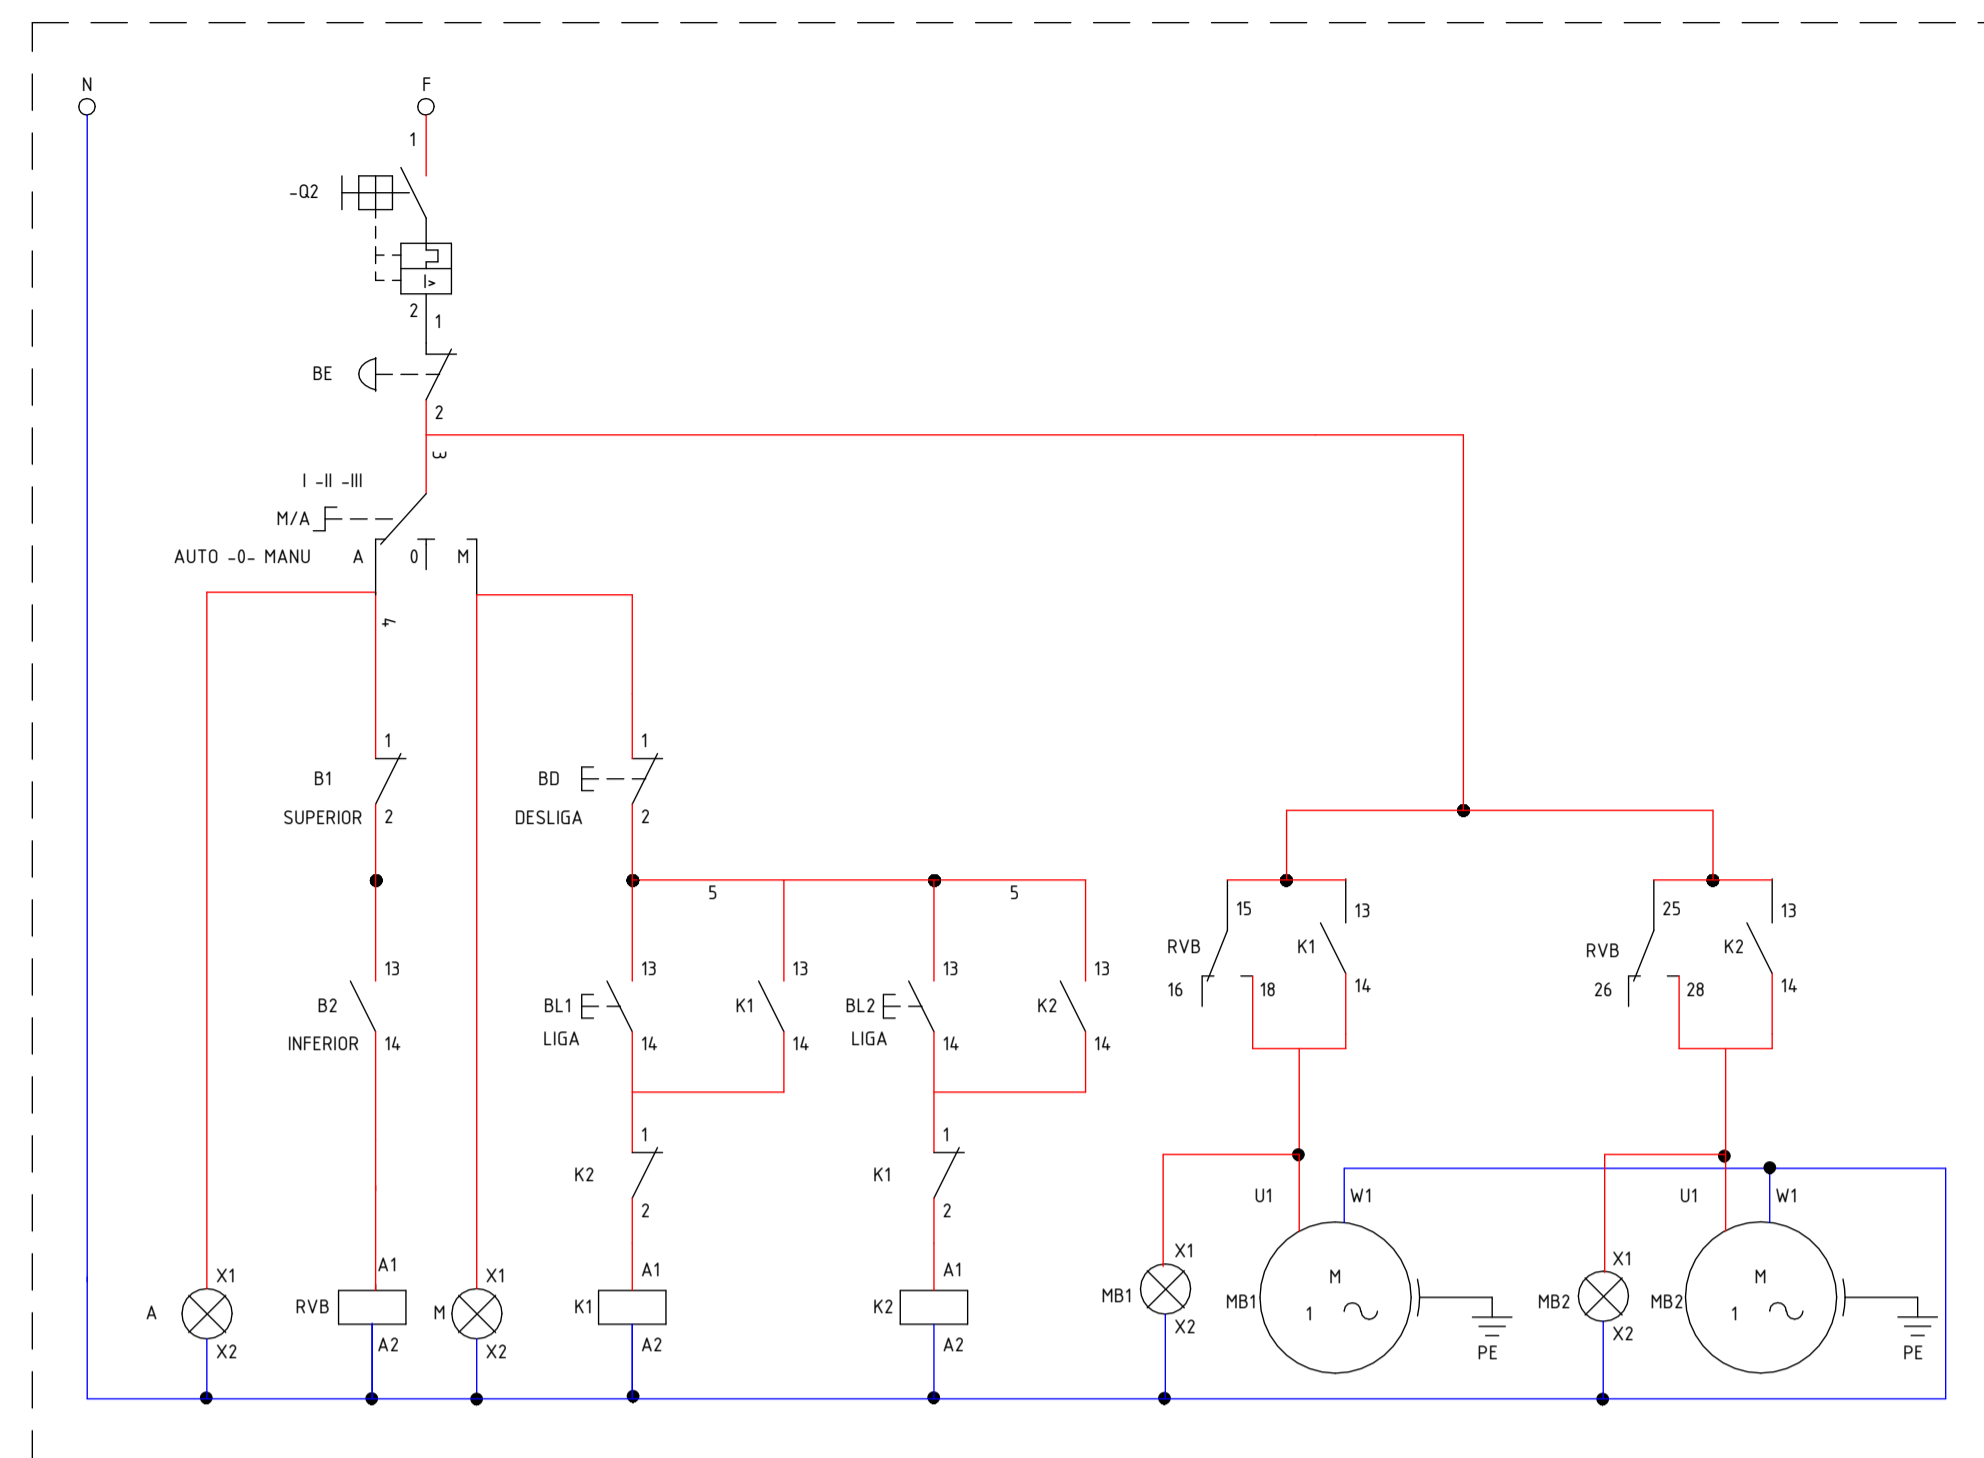 N
F
1
-Q2
2
1
BE
2
3
I -II -III
M/A
AUTO -0- MANU
A
0
M
4
1
B1
SUPERIOR
2
1
BD
DESLIGA
2
5
5
13
B2
INFERIOR
14
13
BL1
LIGA
14
13
K1
14
13
BL2
LIGA
14
13
K2
14
15
RVB
16
18
13
K1
14
25
RVB
26
28
13
K2
14
1
K2
2
1
K1
2
U1
W1
U1
W1
X1
A
X2
A1
RVB
A2
X1
M
X2
A1
K1
A2
A1
K2
A2
X1
MB1
X2
MB1
M
1
PE
X1
MB2
X2
MB2
M
1
PE